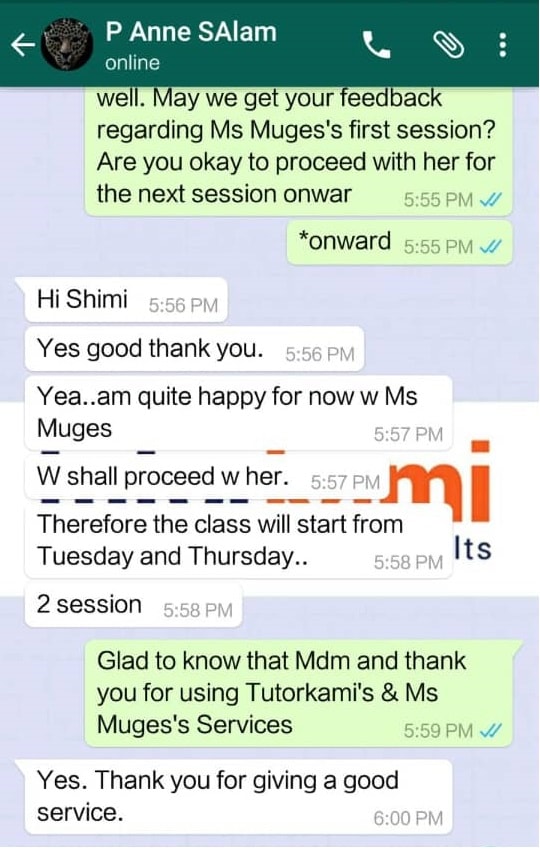 P Anne SAlam
online
well. May we get your feedback
regarding Ms Muges's first session?
Are you okay to proceed with her for
the next session onwar 5:55 PM
*onward 5:55 PM
Hi Shimi 5:56 PM
Yes good thank you. 5:56 PM
Yea..am quite happy for now w Ms
Muges 5:57 PM
W shall proceed w her. 5:57 PM
mi
Therefore the class will start from
Tuesday and Thursday.. 5:58 PM
lts
2 session 5:58 PM
Glad to know that Mdm and thank
you for using Tutorkami's & Ms
Muges's Services 5:59 PM
Yes. Thank you for giving a good
service. 6:00 PM